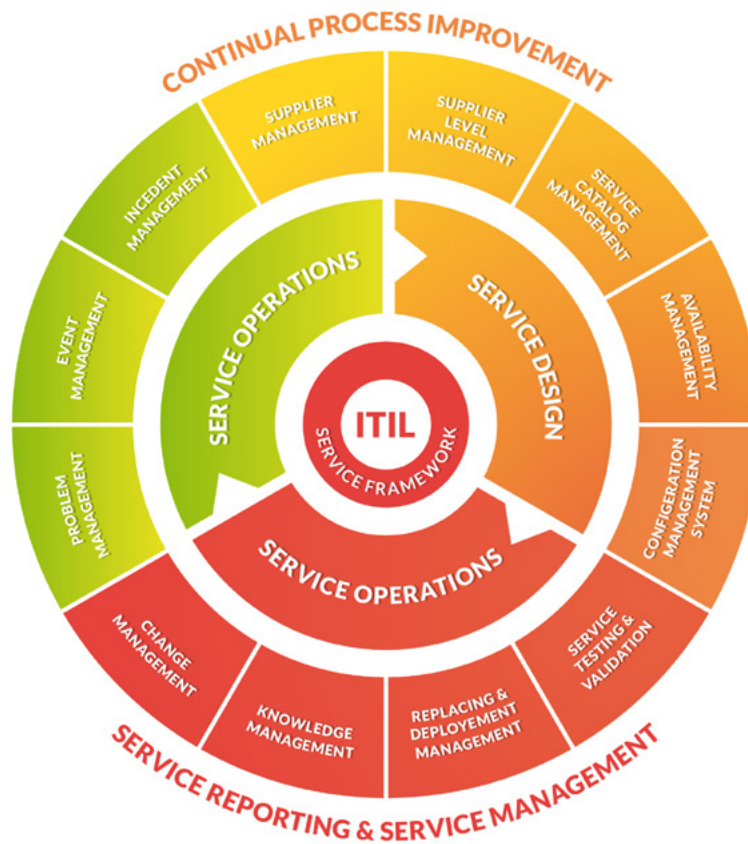 CONTINUAL PROCESS IMPROVEMENT
SUPPLIER
MANAGEMENT
SUPPLIER
LEVEL
MANAGEMENT
SERVICE
CATALOG
MANAGEMENT
AVAILABILITY
MANAGEMENT
CONFIGERATION
MANAGEMENT
SYSTEM
SERVICE
TESTING &
VALIDATION
REPLACING &
DEPLOYEMENT
MANAGEMENT
KNOWLEDGE
MANAGEMENT
CHANGE
MANAGEMENT
PROBLEM
MANAGEMENT
EVENT
MANAGEMENT
INCEDENT
MANAGEMENT
SERVICE OPERATIONS
SERVICE DESIGN
SERVICE OPERATIONS
ITIL
SERVICE FRAMEWORK
SERVICE REPORTING & SERVICE MANAGEMENT